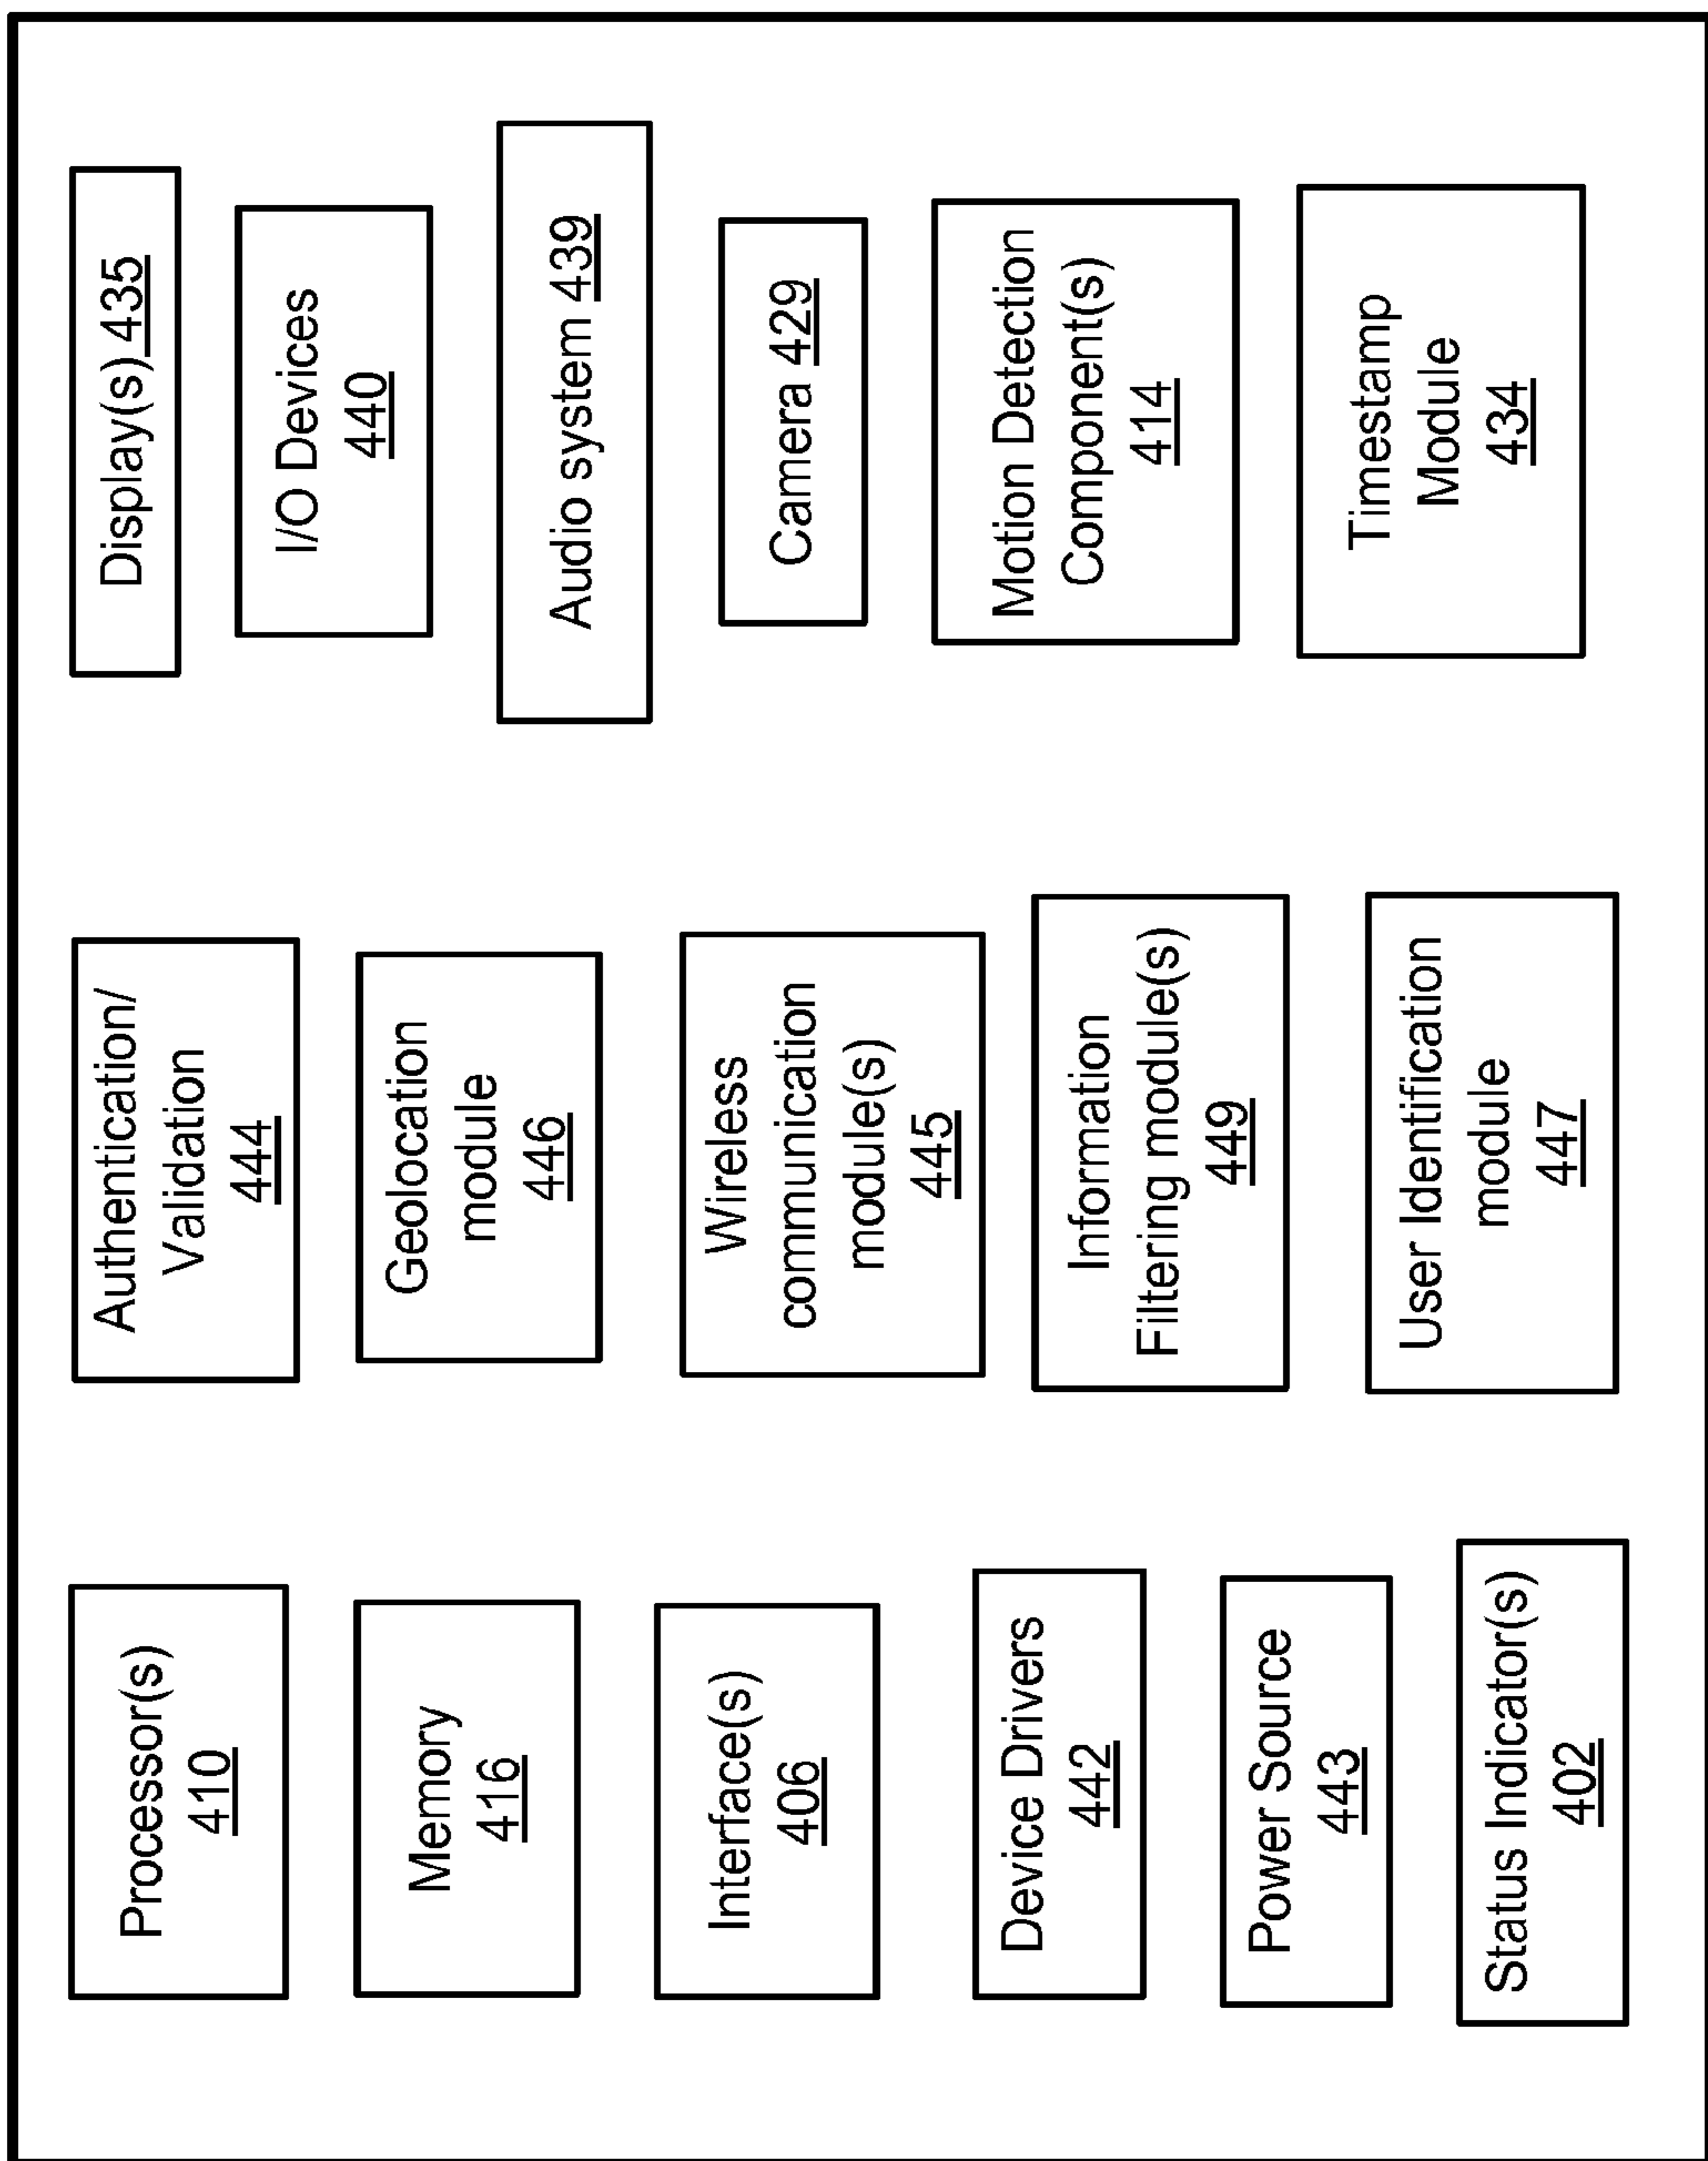 Processor(s)
410
Memory
416
Interface(s)
406
Device Drivers
442
Power Source
443
Status Indicator(s)
402
Authentication/
Validation
444
Geolocation
module
446
Wireless
communication
module(s)
445
Information
Filtering module(s)
449
User Identification
module
447
Display(s) 435
I/O Devices
440
Audio system 439
Camera 429
Motion Detection
Component(s)
414
Timestamp
Module
434